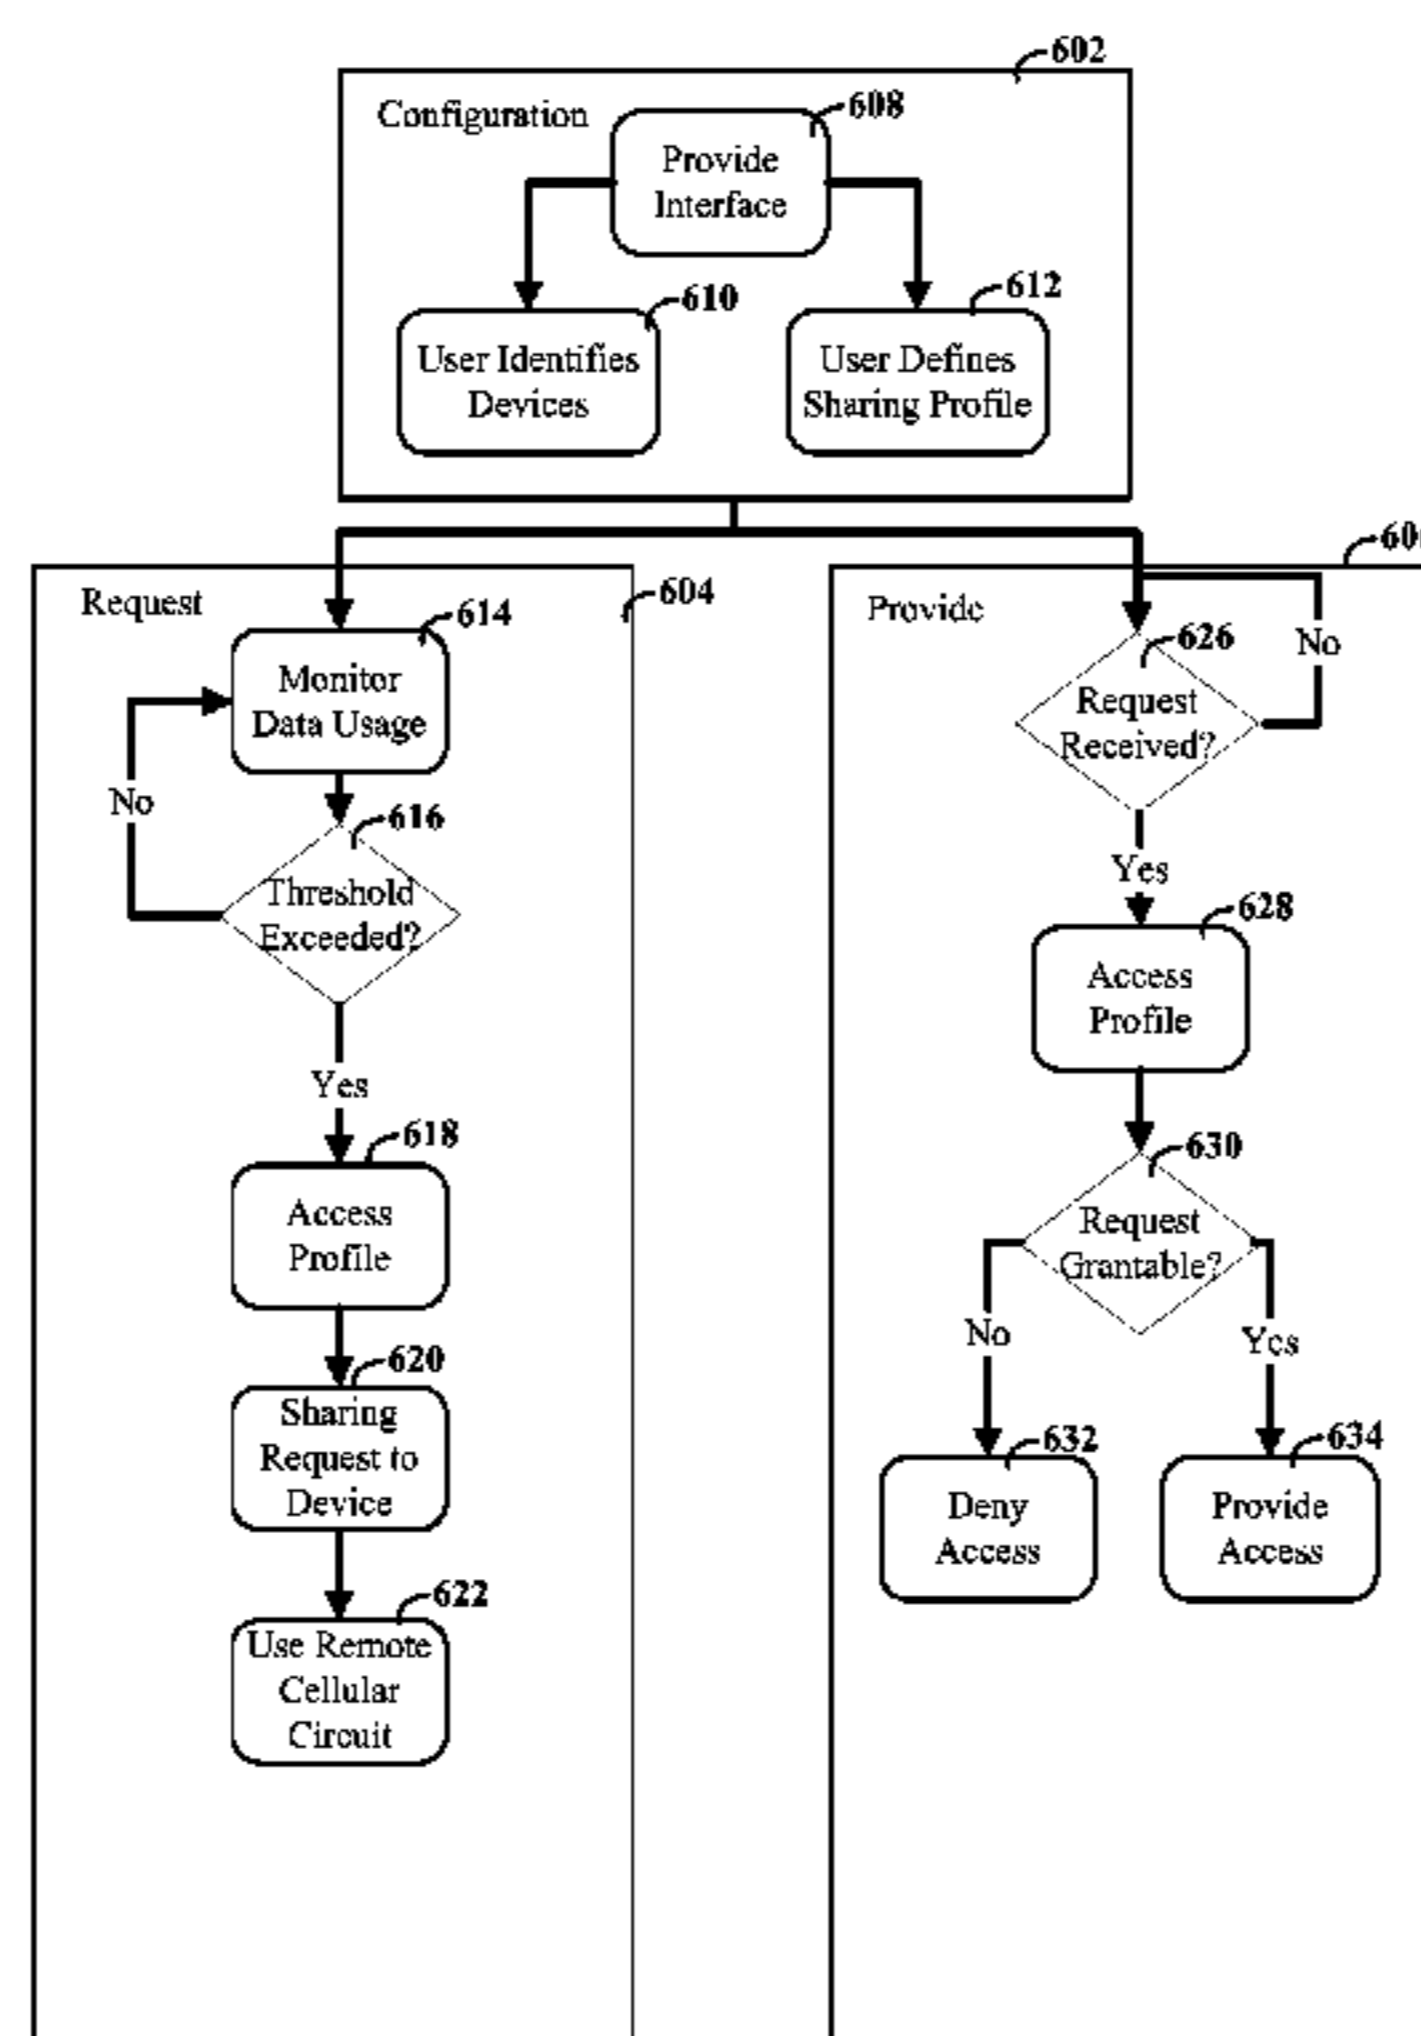 602
Configuration
608
Provide
Interface
610
User Identifies
Devices
612
User Defines
Sharing Profile
Request
604
614
Monitor
Data Usage
No
616
Threshold
Exceeded?
Yes
618
Access
Profile
620
Sharing
Request to
Device
622
Use Remote
Cellular
Circuit
Provide
626
Request
Received?
No
Yes
628
Access
Profile
630
Request
Grantable?
No
Yes
632
Deny
Access
634
Provide
Access